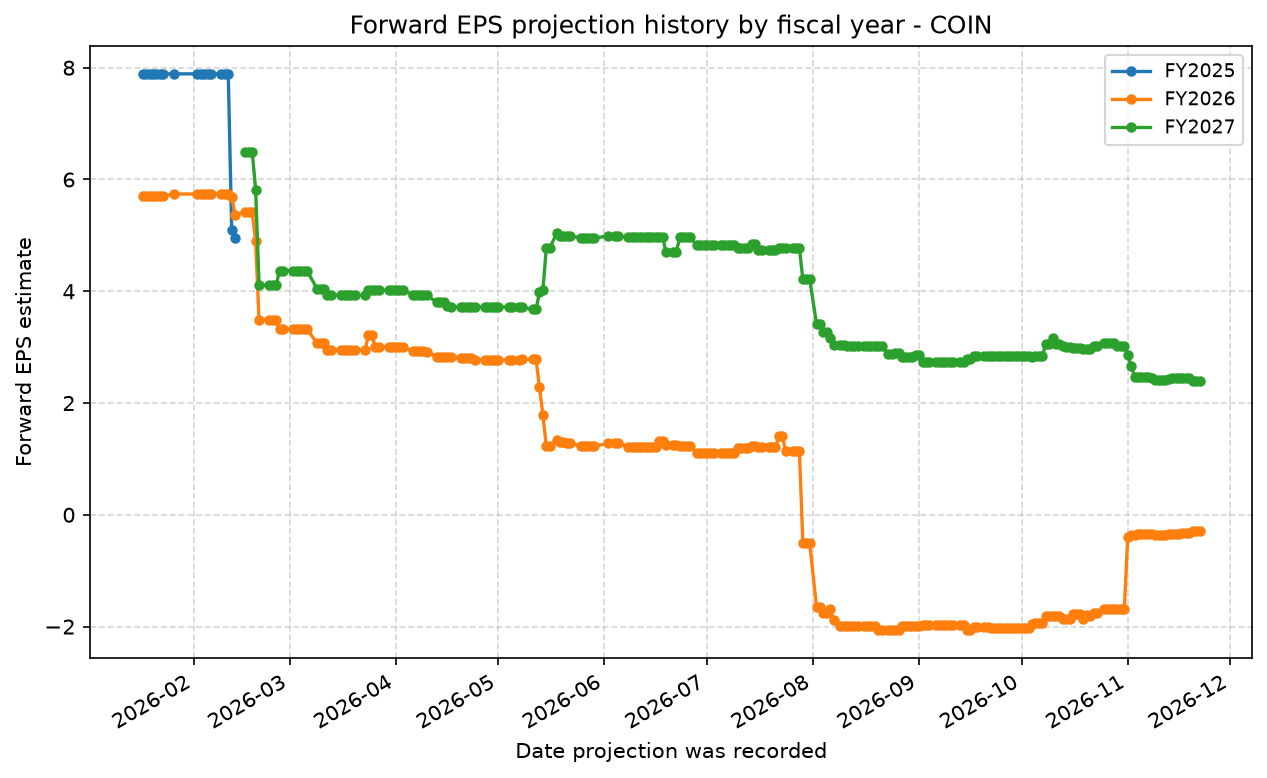 Forward EPS projection history by fiscal year - COIN
FY2025
FY2026
FY2027
Forward EPS estimate
8
6
4
2
0
−2
2026-02
2026-03
2026-04
2026-05
2026-06
2026-07
2026-08
2026-09
2026-10
2026-11
2026-12
Date projection was recorded